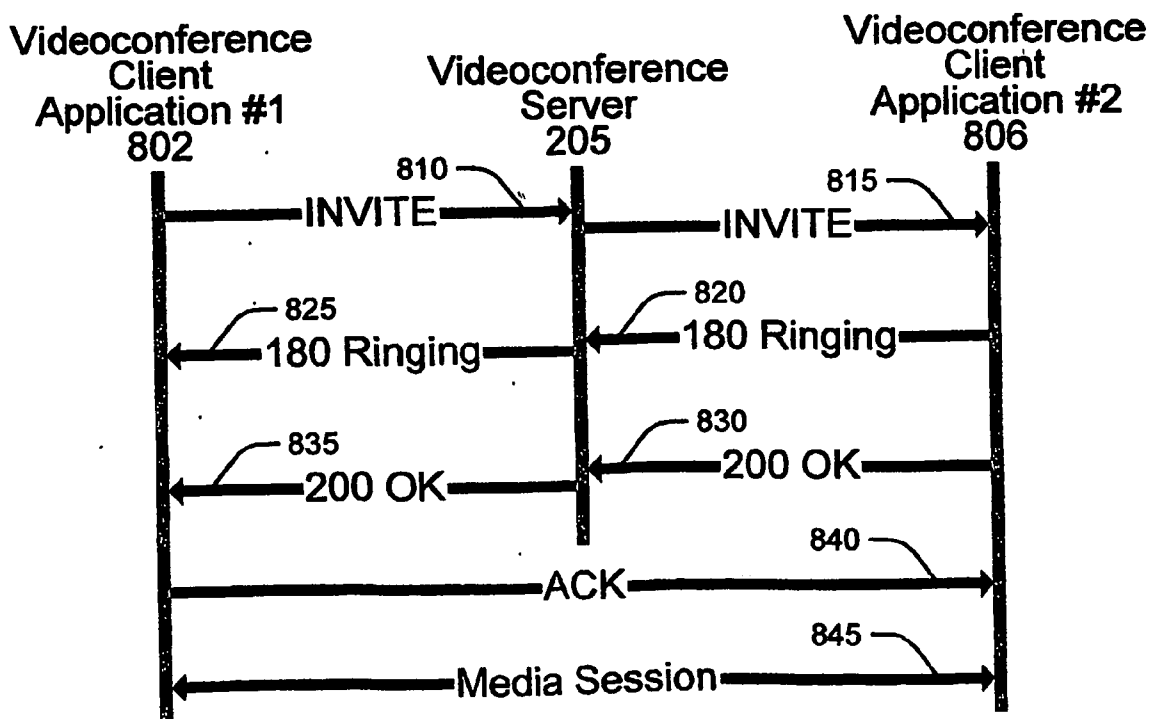 Videoconference
Client
Application #1
802
Videoconference
Server
205
Videoconference
Client
Application #2
806
810
INVITE
815
INVITE
820
180 Ringing
825
180 Ringing
830
200 OK
835
200 OK
840
ACK
845
Media Session